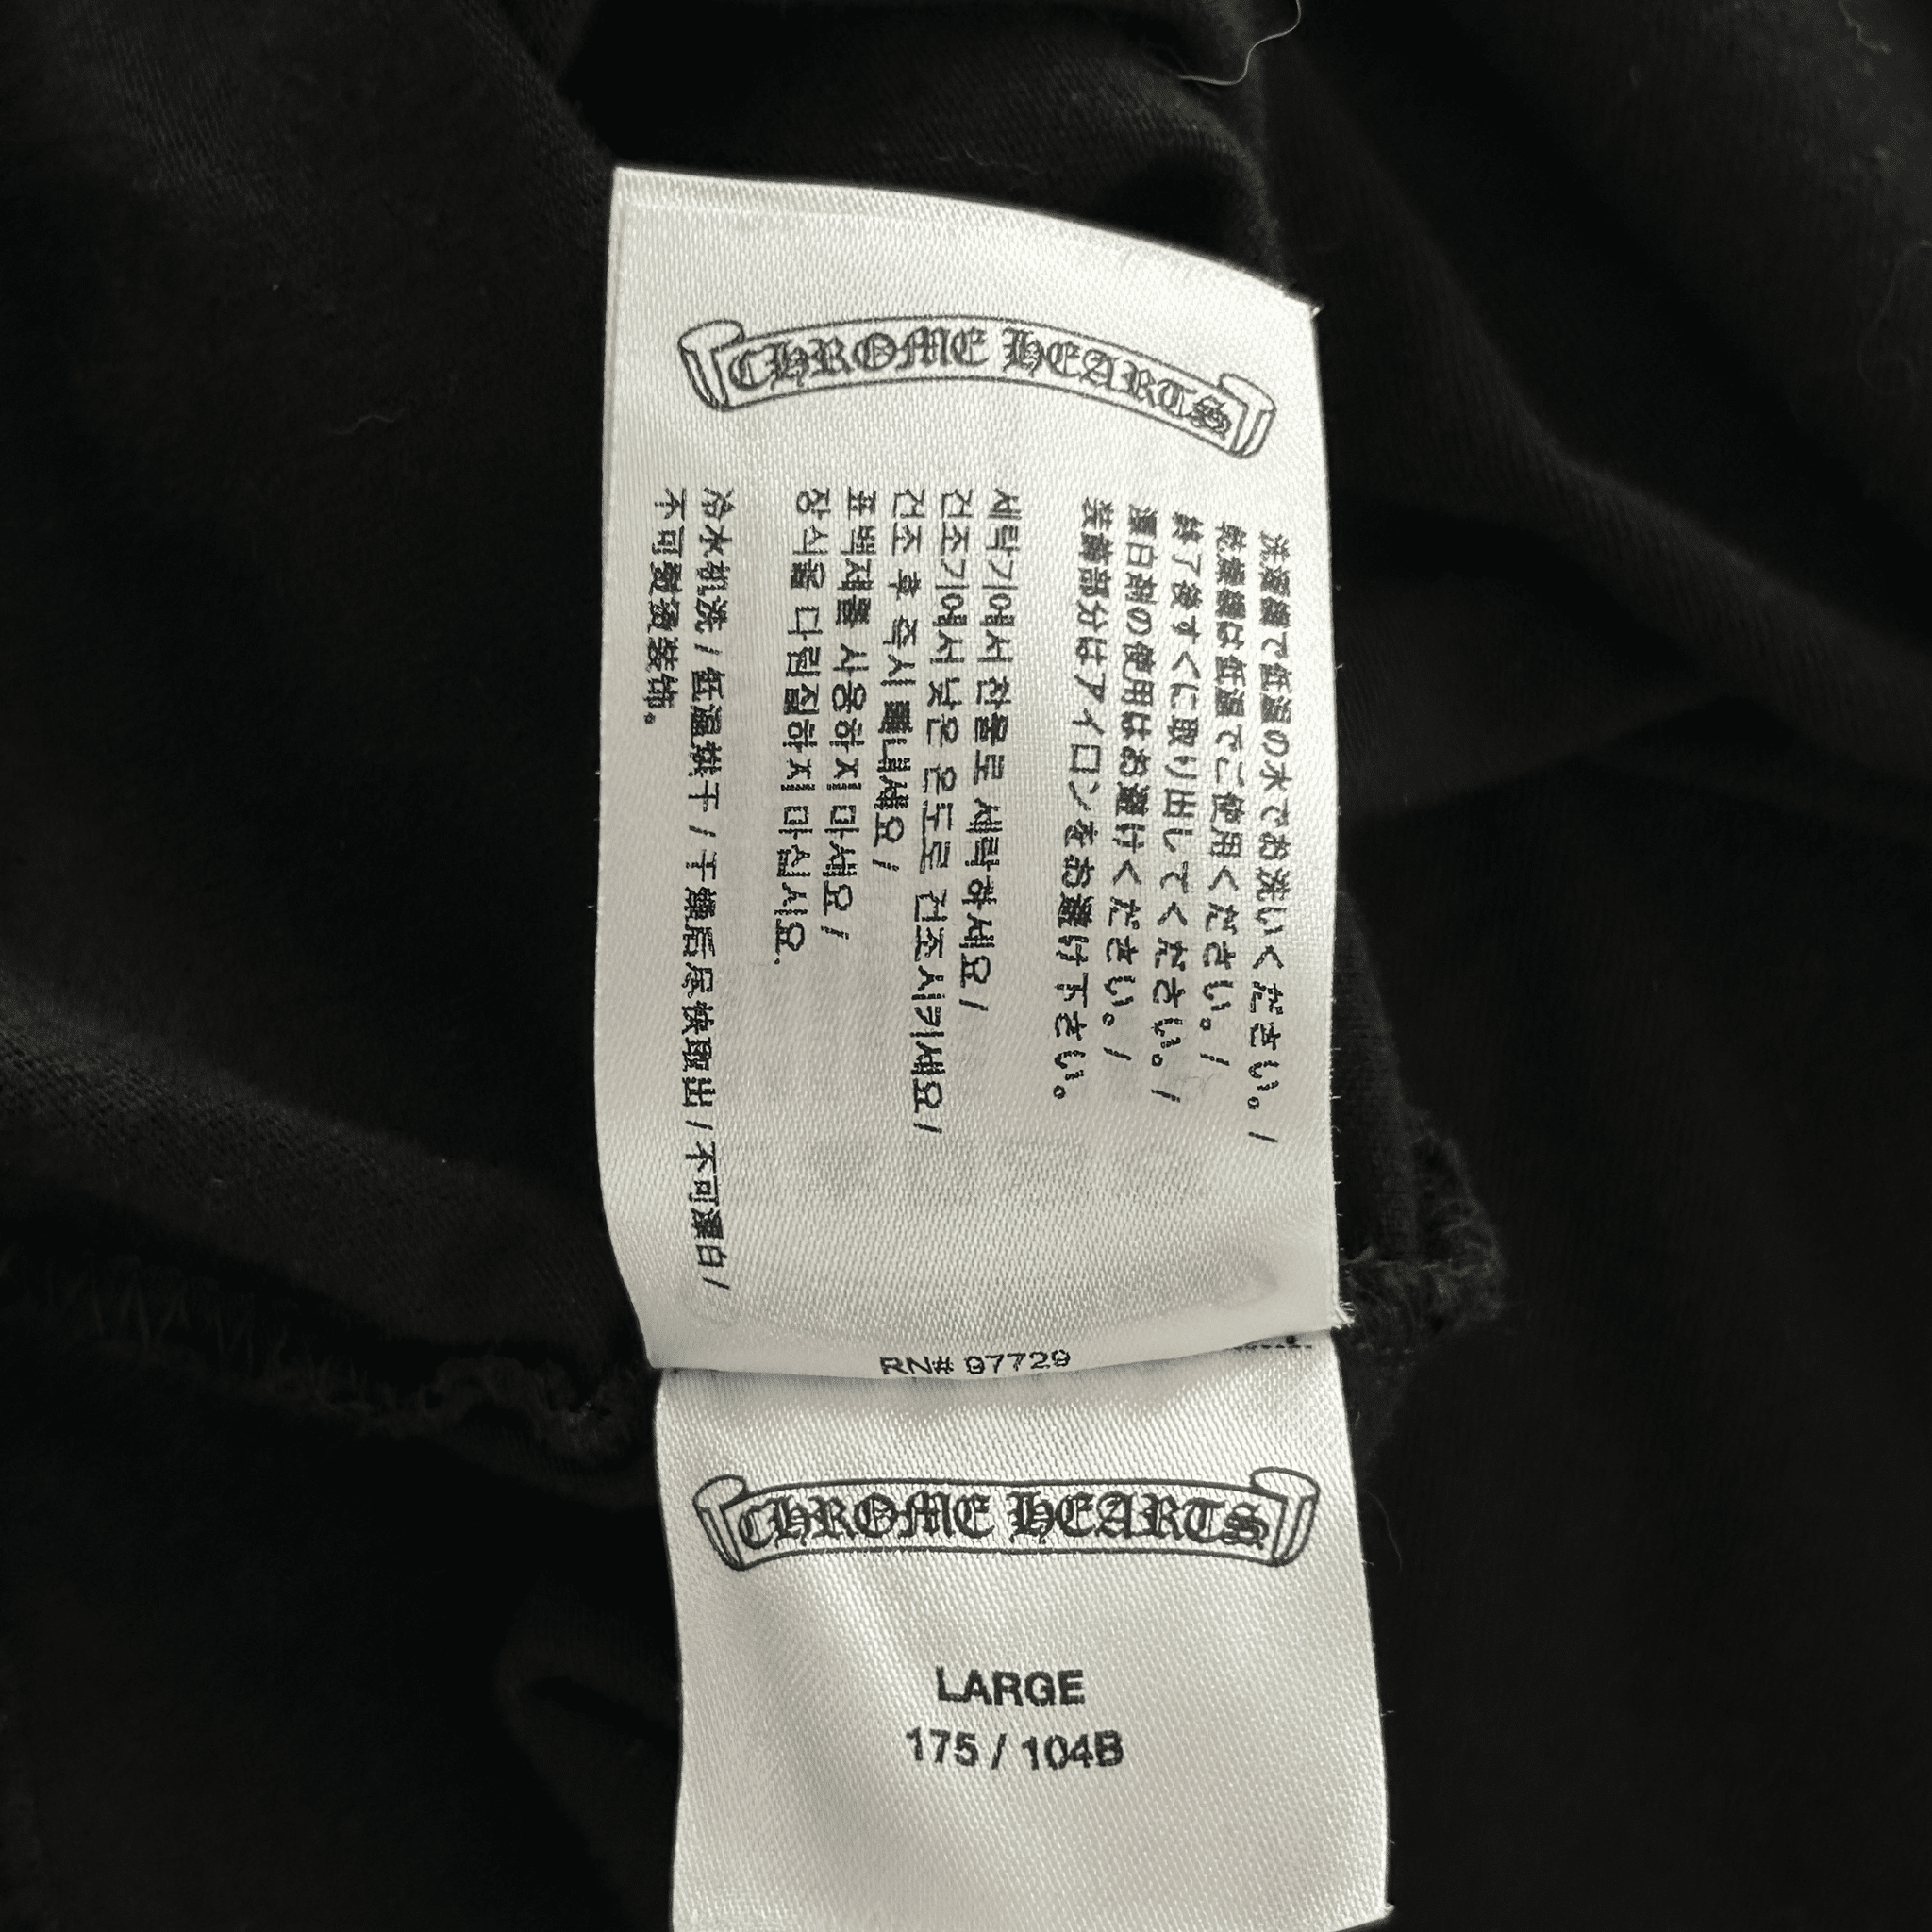 CHROME HEARTS
洗濯機で低温の水でお洗いください。/
乾燥機は低温でご使用ください。/
終了後すぐに取り出してください。/
漂白剤の使用はお避けください。/
装飾部分はアイロンをお避け下さい。
세탁기에서 찬물로 세탁하세요 /
건조기에서 낮은 온도로 건조시키세요 /
건조 후 즉시 빼내세요 /
표백제를 사용하지 마세요 /
장식물 다림질하지 마십시요.
冷水机洗 / 低温烘干 / 干燥后尽快取出 / 不可漂白 /
不可熨烫装饰。
RN# 97729
CHROME HEARTS
LARGE
175 / 104B